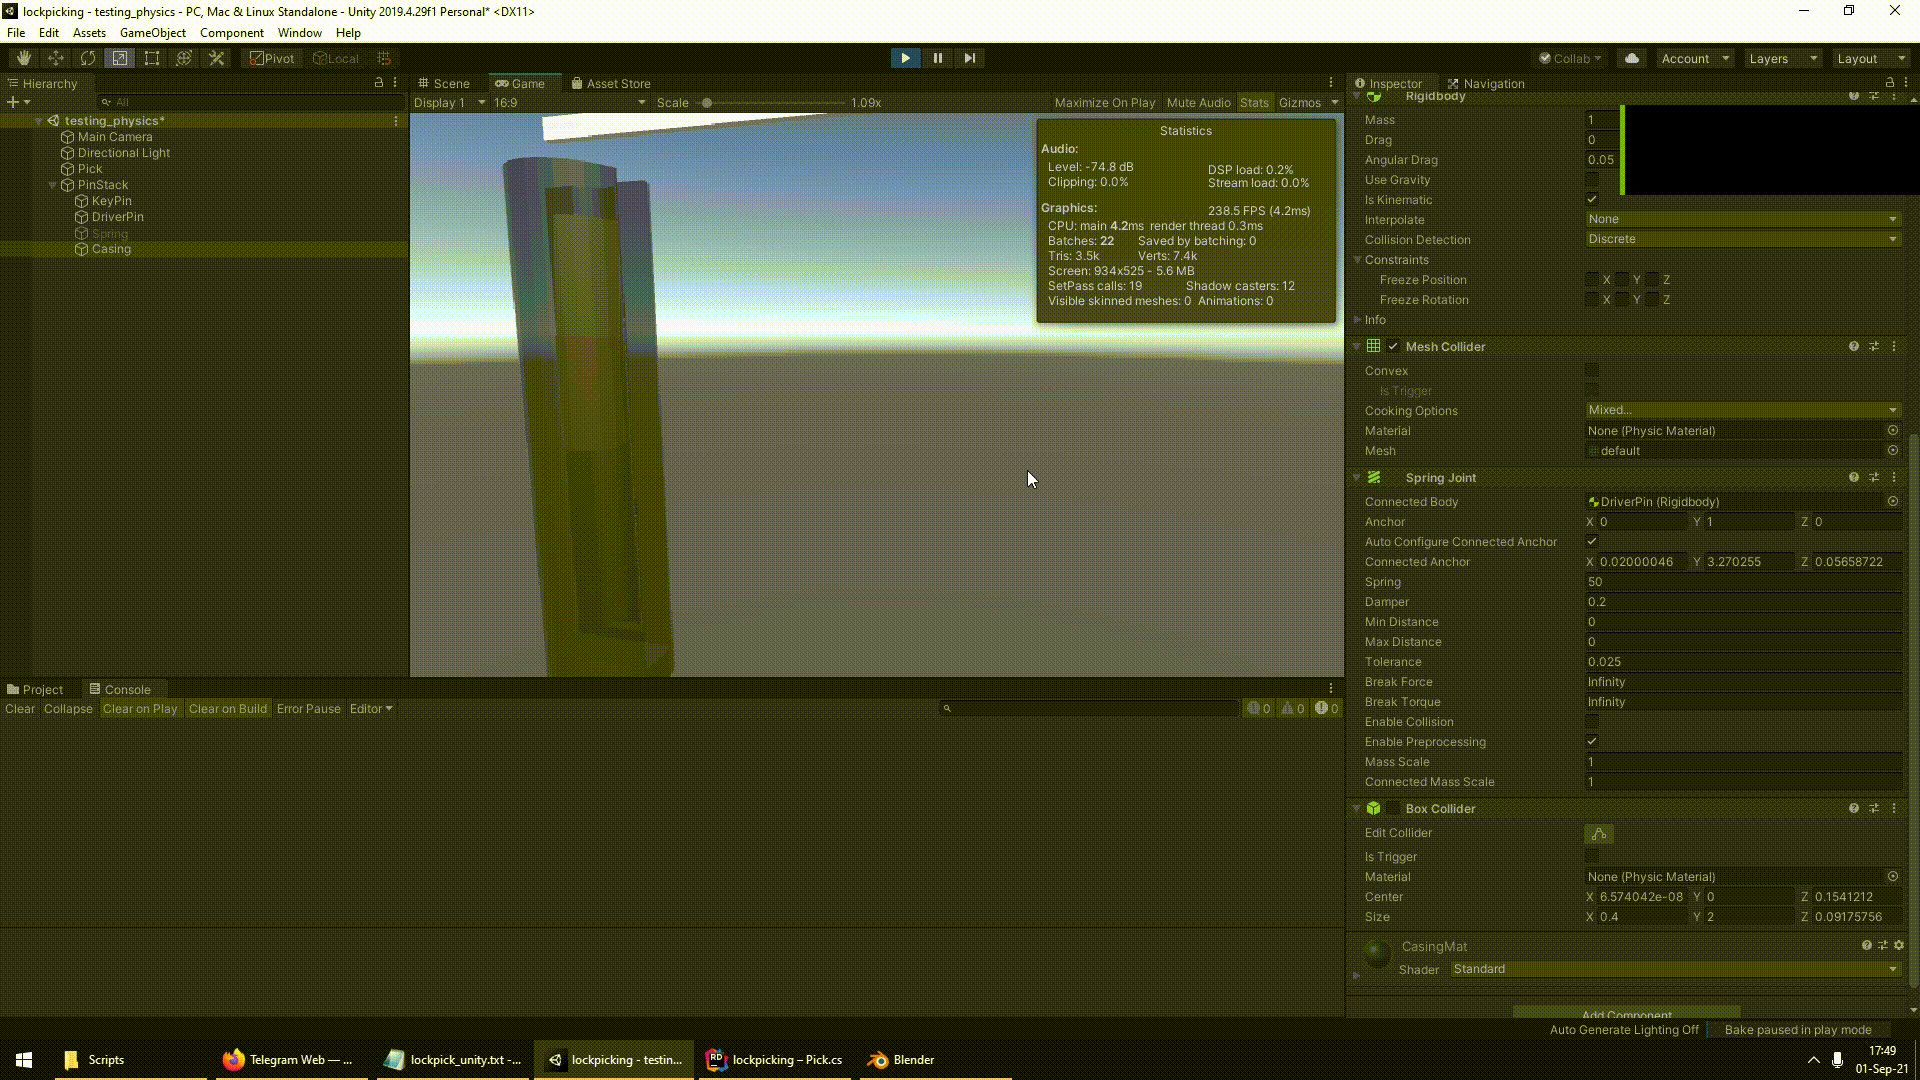 lockpicking - testing_physics - PC, Mac & Linux Standalone - Unity 2019.4.29f1 Personal* <DX11>
File Edit Assets GameObject Component Window Help
Pivot Local Collab Account Layers Layout
Hierarchy
All
testing_physics*
Main Camera
Directional Light
Pick
PinStack
KeyPin
DriverPin
Spring
Casing
Scene Game Asset Store
Display 1 16:9 Scale 1.09x Maximize On Play Mute Audio Stats Gizmos
Statistics
Audio:
Level: -74.8 dB DSP load: 0.2%
Clipping: 0.0% Stream load: 0.0%
Graphics: 238.5 FPS (4.2ms)
CPU: main 4.2ms render thread 0.3ms
Batches: 22 Saved by batching: 0
Tris: 3.5k Verts: 7.4k
Screen: 934x525 - 5.6 MB
SetPass calls: 19 Shadow casters: 12
Visible skinned meshes: 0 Animations: 0
Project Console
Clear Collapse Clear on Play Clear on Build Error Pause Editor 0 0 0
Inspector Navigation
Rigidbody
Mass 1
Drag 0
Angular Drag 0.05
Use Gravity
Is Kinematic
Interpolate None
Collision Detection Discrete
Constraints
Freeze Position X Y Z
Freeze Rotation X Y Z
Info
Mesh Collider
Convex
Is Trigger
Cooking Options Mixed...
Material None (Physic Material)
Mesh default
Spring Joint
Connected Body DriverPin (Rigidbody)
Anchor X 0 Y 1 Z 0
Auto Configure Connected Anchor
Connected Anchor X 0.02000046 Y 3.270255 Z 0.05658722
Spring 50
Damper 0.2
Min Distance 0
Max Distance 0
Tolerance 0.025
Break Force Infinity
Break Torque Infinity
Enable Collision
Enable Preprocessing
Mass Scale 1
Connected Mass Scale 1
Box Collider
Edit Collider
Is Trigger
Material None (Physic Material)
Center X 6.574042e-08 Y 0 Z 0.1541212
Size X 0.4 Y 2 Z 0.09175756
CasingMat
Shader Standard
Add Component
Auto Generate Lighting Off Bake paused in play mode
Scripts Telegram Web — ... lockpick_unity.txt -... lockpicking - testin... lockpicking – Pick.cs Blender
17:49
01-Sep-21